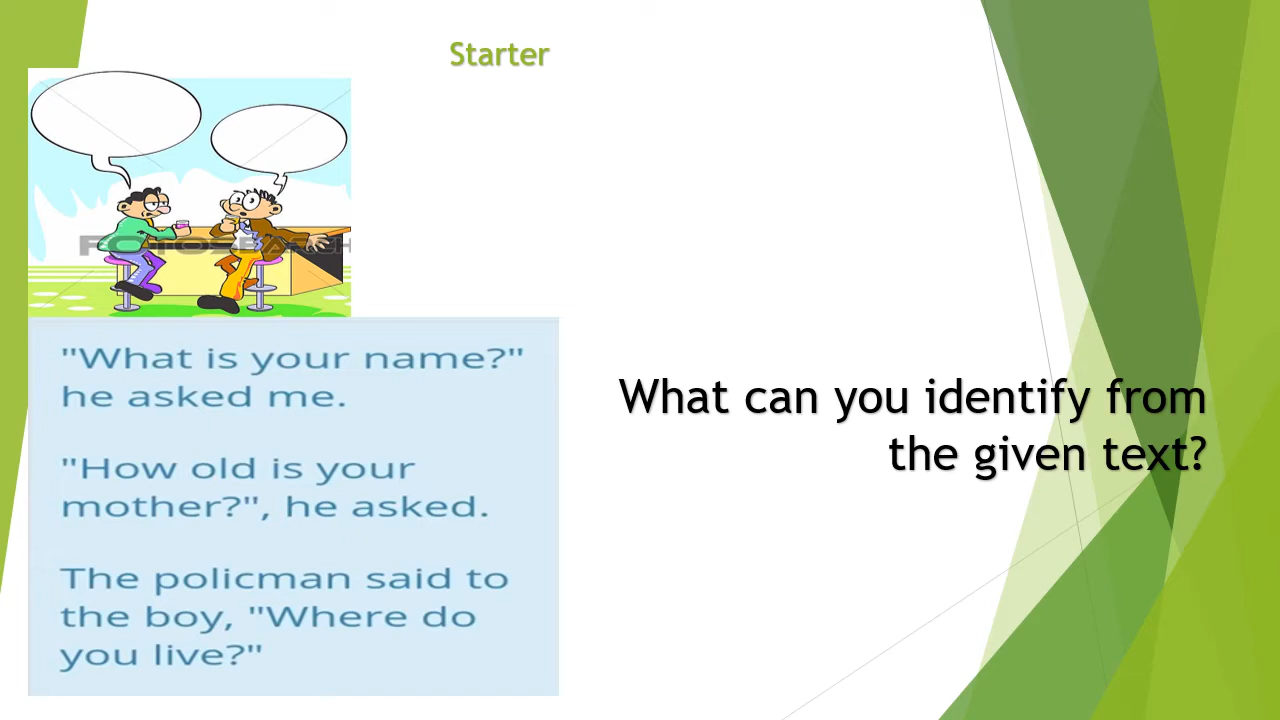 Starter
FOTOSEARCH
"What is your name?"
he asked me.
"How old is your
mother?", he asked.
The policman said to
the boy, "Where do
you live?"
What can you identify from
the given text?